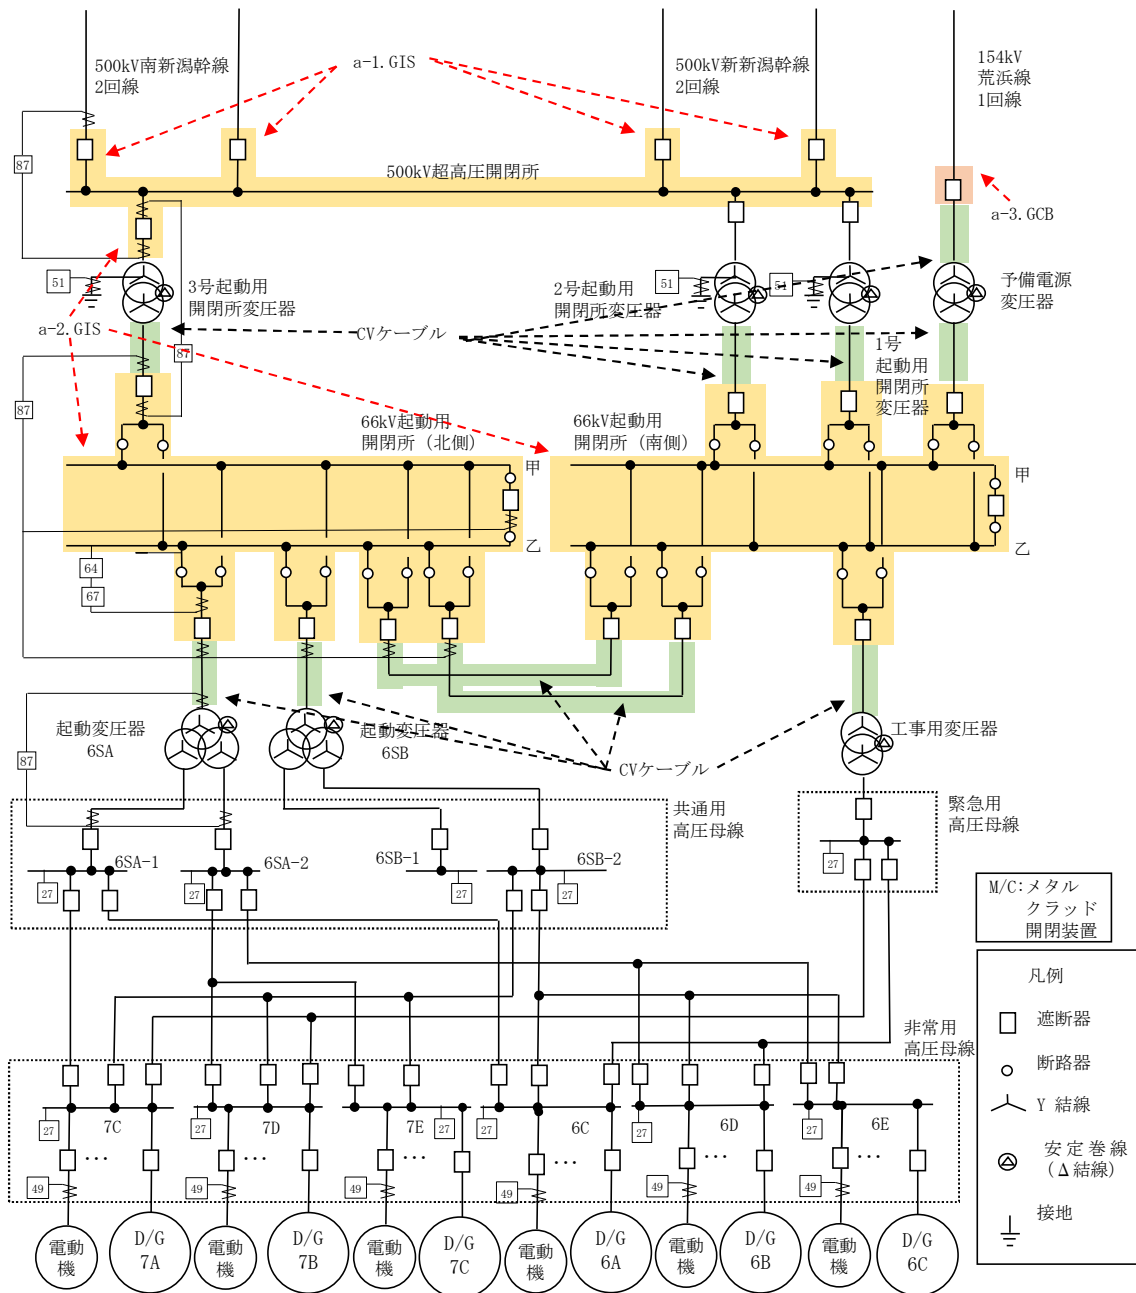 500kV南新潟幹線
2回線
a-1.GIS
500kV新新潟幹線
2回線
154kV
荒浜線
1回線
87
500kV超高圧開閉所
a-3.GCB
51
3号起動用
開閉所変圧器
51
2号起動用
開閉所変圧器
51
予備電源
変圧器
a-2.GIS
CVケーブル
87
1号
起動用
開閉所
変圧器
87
66kV起動用
開閉所（北側）
66kV起動用
開閉所（南側）
甲
甲
乙
乙
64
67
起動変圧器
6SA
起動変圧器
6SB
工事用変圧器
87
CVケーブル
共通用
高圧母線
緊急用
高圧母線
6SA-1
6SA-2
6SB-1
6SB-2
27
27
27
27
27
M/C:メタル
クラッド
開閉装置
凡例
遮断器
断路器
Y 結線
安定巻線
(Δ結線)
接地
非常用
高圧母線
27
7C
27
7D
7E
27
27
6C
27
6D
27
6E
･･･
･･･
･･･
･･･
･･･
･･･
49
49
49
49
49
49
電動
機
D/G
7A
電動
機
D/G
7B
電動
機
D/G
7C
電動
機
D/G
6A
電動
機
D/G
6B
電動
機
D/G
6C